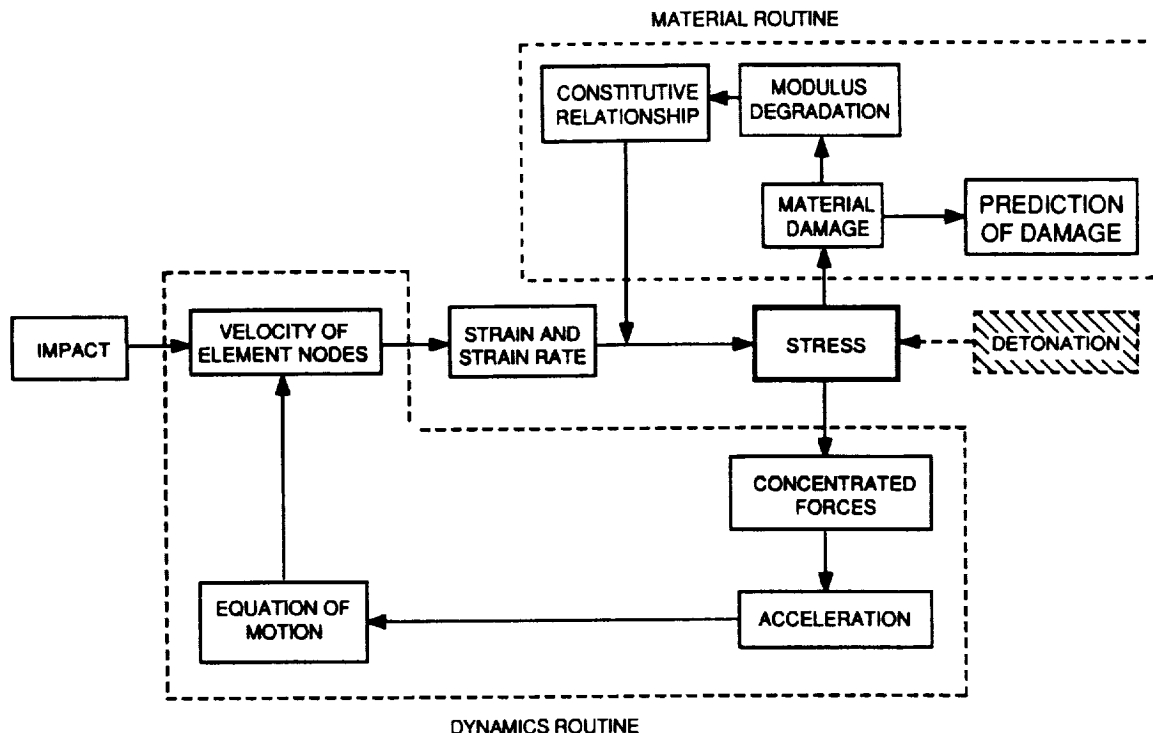 MATERIAL ROUTINE
CONSTITUTIVE
RELATIONSHIP
MODULUS
DEGRADATION
MATERIAL
DAMAGE
PREDICTION
OF DAMAGE
IMPACT
VELOCITY OF
ELEMENT NODES
STRAIN AND
STRAIN RATE
STRESS
DETONATION
CONCENTRATED
FORCES
EQUATION OF
MOTION
ACCELERATION
DYNAMICS ROUTINE